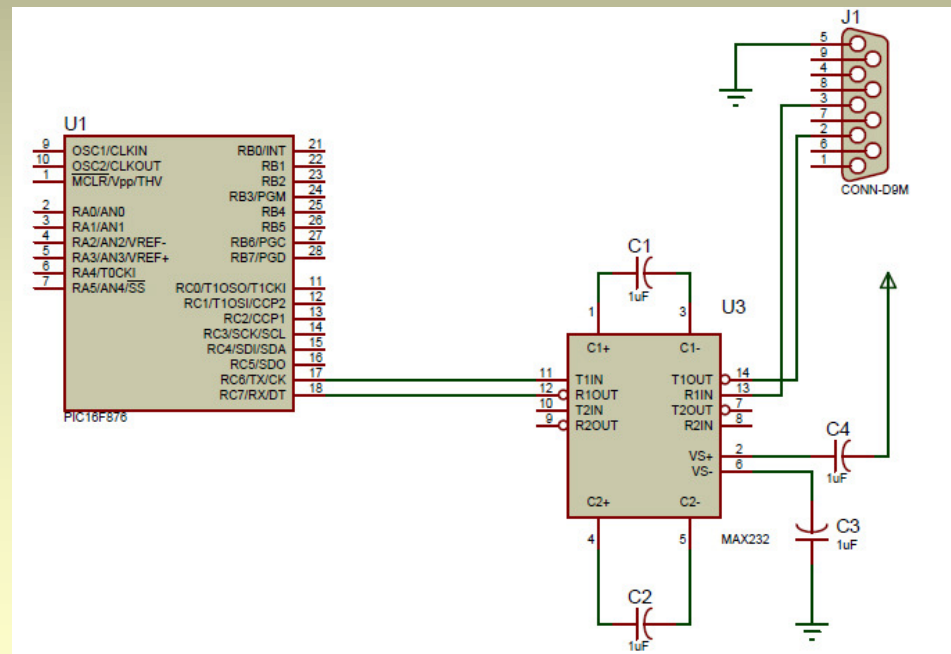 J1
5
9
4
8
3
7
2
6
1
CONN-D9M
U1
9 OSC1/CLKIN
10 OSC2/CLKOUT
1 MCLR/Vpp/THV
2 RA0/AN0
3 RA1/AN1
4 RA2/AN2/VREF-
5 RA3/AN3/VREF+
6 RA4/T0CKI
7 RA5/AN4/SS
RB0/INT 21
RB1 22
RB2 23
RB3/PGM 24
RB4 25
RB5 26
RB6/PGC 27
RB7/PGD 28
RC0/T1OSO/T1CKI 11
RC1/T1OSI/CCP2 12
RC2/CCP1 13
RC3/SCK/SCL 14
RC4/SDI/SDA 15
RC5/SDO 16
RC6/TX/CK 17
RC7/RX/DT 18
PIC16F876
C1
1uF
1
3
U3
C1+
C1-
11 T1IN
12 R1OUT
10 T2IN
9 R2OUT
T1OUT 14
R1IN 13
T2OUT 7
R2IN 8
VS+ 2
VS- 6
C2+
C2-
4
5
MAX232
C4
1uF
C3
1uF
C2
1uF